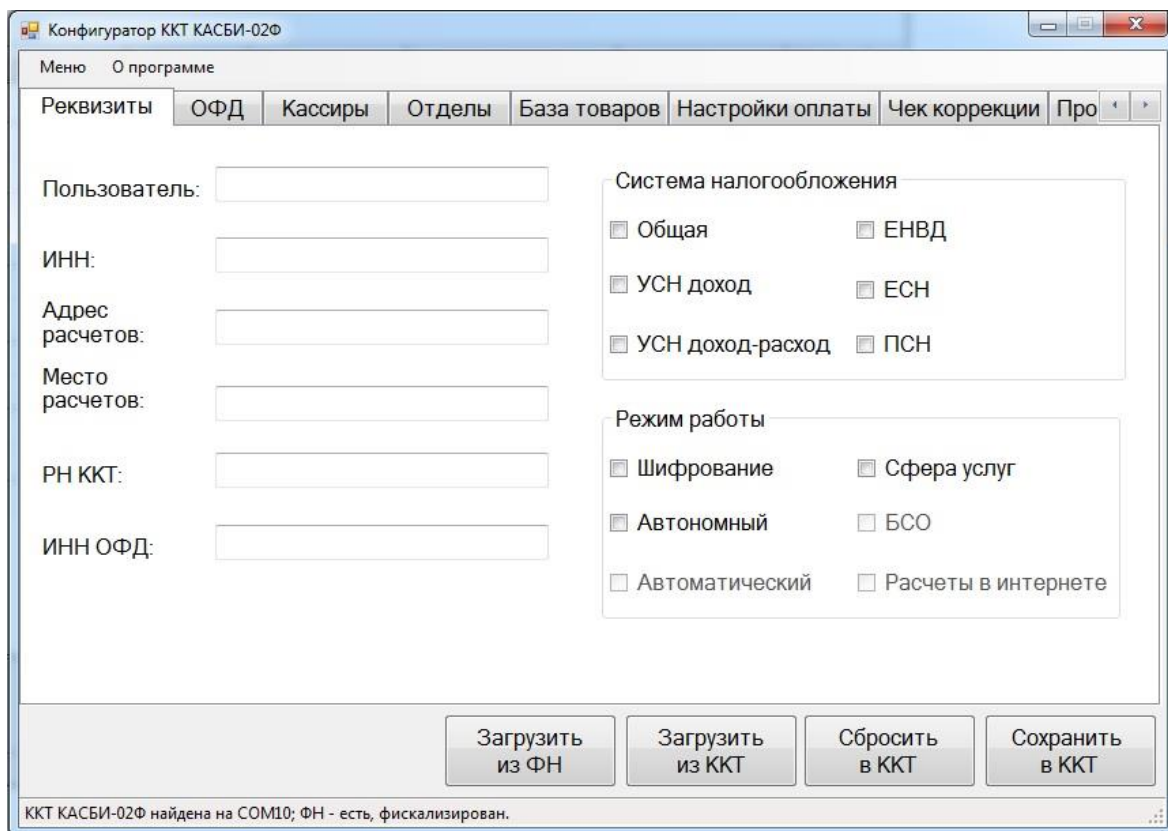 Конфигуратор ККТ КАСБИ-02Ф
Меню О программе
Реквизиты ОФД Кассиры Отделы База товаров Настройки оплаты Чек коррекции Про
Пользователь:
ИНН:
Адрес
расчетов:
Место
расчетов:
РН ККТ:
ИНН ОФД:
Система налогообложения
Общая ЕНВД
УСН доход ЕСН
УСН доход-расход ПСН
Режим работы
Шифрование Сфера услуг
Автономный БСО
Автоматический Расчеты в интернете
Загрузить
из ФН
Загрузить
из ККТ
Сбросить
в ККТ
Сохранить
в ККТ
ККТ КАСБИ-02Ф найдена на COM10; ФН - есть, фискализирован.